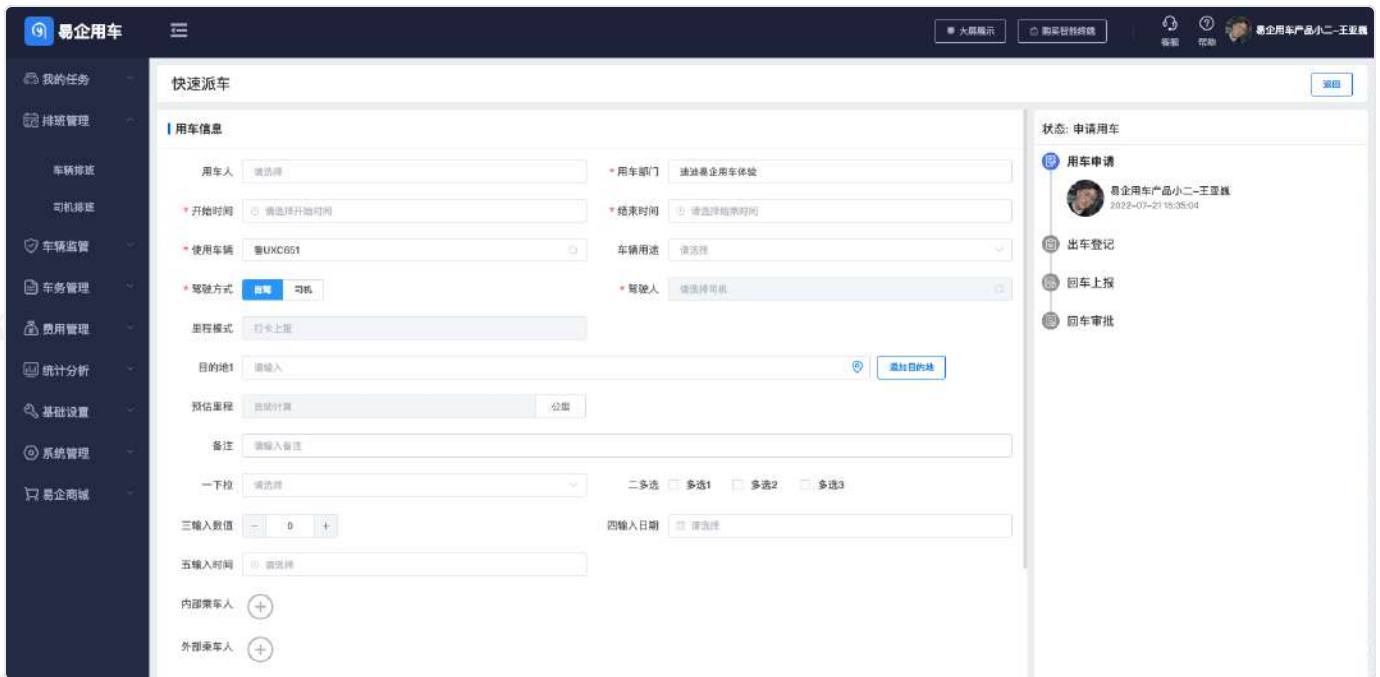 易企用车
大屏展示 购买智能终端 客服 帮助 易企用车产品小二-王亚巍
我的任务
排班管理
车辆排班
司机排班
车辆监管
车务管理
费用管理
统计分析
基础设置
系统管理
易企商城
快速派车 返回
用车信息
用车人 请选择 *用车部门 迪迪易企用车体验
*开始时间 请选择开始时间 *结束时间 请选择结束时间
*使用车辆 鲁UXC651 车辆用途 请选择
*驾驶方式 自驾 司机 *驾驶人 请选择司机
里程模式 打卡上报
目的地1 请输入 添加目的地
预估里程 自动计算 公里
备注 请输入备注
一下拉 请选择 二多选 多选1 多选2 多选3
三输入数值 - 0 + 四输入日期 请选择
五输入时间 请选择
内部乘车人
外部乘车人
状态: 申请用车
用车申请
易企用车产品小二-王亚巍
2022-07-21 15:35:04
出车登记
回车上报
回车审批